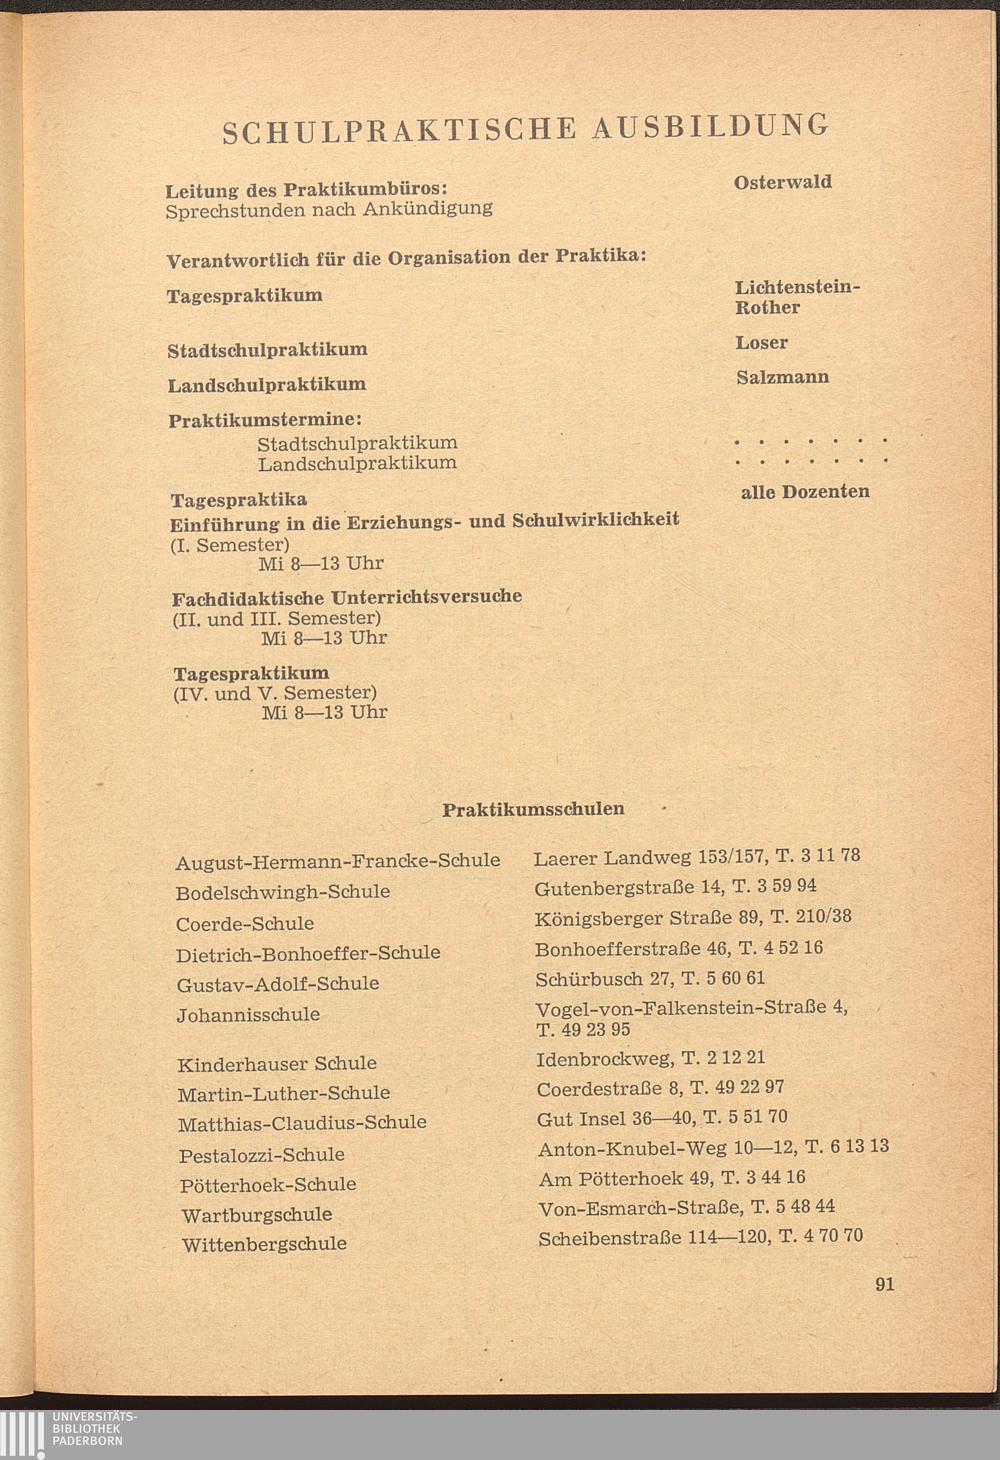 SCHULPRAKTISCHE AUSBILDUNG
Leitung des Praktikumbüros: Osterwald
Sprechstunden nach Ankündigung
Verantwortlich für die Organisation der Praktika:
Tagespraktikum Lichtenstein-
Rother
Stadtschulpraktikum Loser
Landschulpraktikum Salzmann
Praktikumstermine:
Stadtschulpraktikum . . . . . . .
Landschulpraktikum . . . . . . .
Tagespraktika alle Dozenten
Einführung in die Erziehungs- und Schulwirklichkeit
(I. Semester)
Mi 8—13 Uhr
Fachdidaktische Unterrichtsversuche
(II. und III. Semester)
Mi 8—13 Uhr
Tagespraktikum
(IV. und V. Semester)
Mi 8—13 Uhr
Praktikumsschulen
August-Hermann-Francke-Schule Laerer Landweg 153/157, T. 3 11 78
Bodelschwingh-Schule Gutenbergstraße 14, T. 3 59 94
Coerde-Schule Königsberger Straße 89, T. 210/38
Dietrich-Bonhoeffer-Schule Bonhoefferstraße 46, T. 4 52 16
Gustav-Adolf-Schule Schürbusch 27, T. 5 60 61
Johannisschule Vogel-von-Falkenstein-Straße 4,
T. 49 23 95
Kinderhauser Schule Idenbrockweg, T. 2 12 21
Martin-Luther-Schule Coerdestraße 8, T. 49 22 97
Matthias-Claudius-Schule Gut Insel 36—40, T. 5 51 70
Pestalozzi-Schule Anton-Knubel-Weg 10—12, T. 6 13 13
Pötterhoek-Schule Am Pötterhoek 49, T. 3 44 16
Wartburgschule Von-Esmarch-Straße, T. 5 48 44
Wittenbergschule Scheibenstraße 114—120, T. 4 70 70
91
UNIVERSITÄTS-
BIBLIOTHEK
PADERBORN